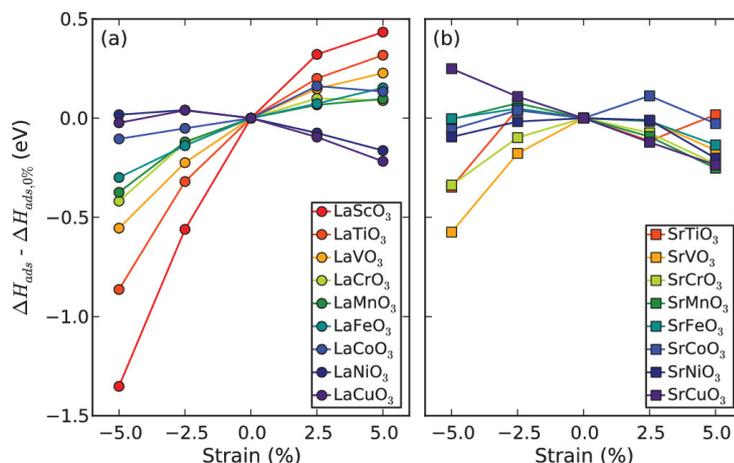 (a)
(b)
0.5
0.0
−0.5
−1.0
−1.5
ΔH_ads - ΔH_ads,0% (eV)
LaScO₃
LaTiO₃
LaVO₃
LaCrO₃
LaMnO₃
LaFeO₃
LaCoO₃
LaNiO₃
LaCuO₃
SrTiO₃
SrVO₃
SrCrO₃
SrMnO₃
SrFeO₃
SrCoO₃
SrNiO₃
SrCuO₃
−5.0 −2.5 0.0 2.5 5.0
Strain (%)
−5.0 −2.5 0.0 2.5 5.0
Strain (%)